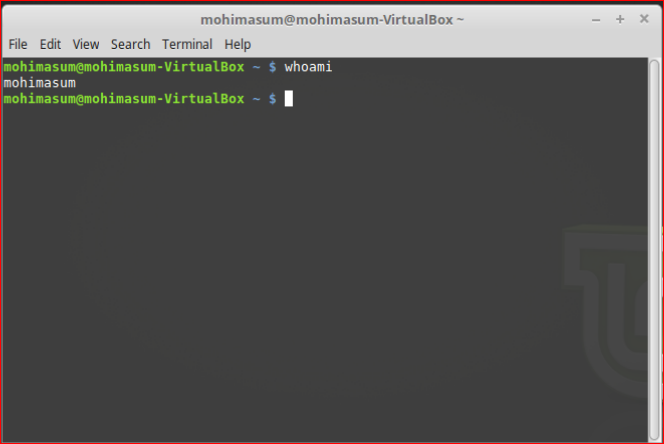 mohimasum@mohimasum-VirtualBox ~
File Edit View Search Terminal Help
mohimasum@mohimasum-VirtualBox ~ $ whoami
mohimasum
mohimasum@mohimasum-VirtualBox ~ $